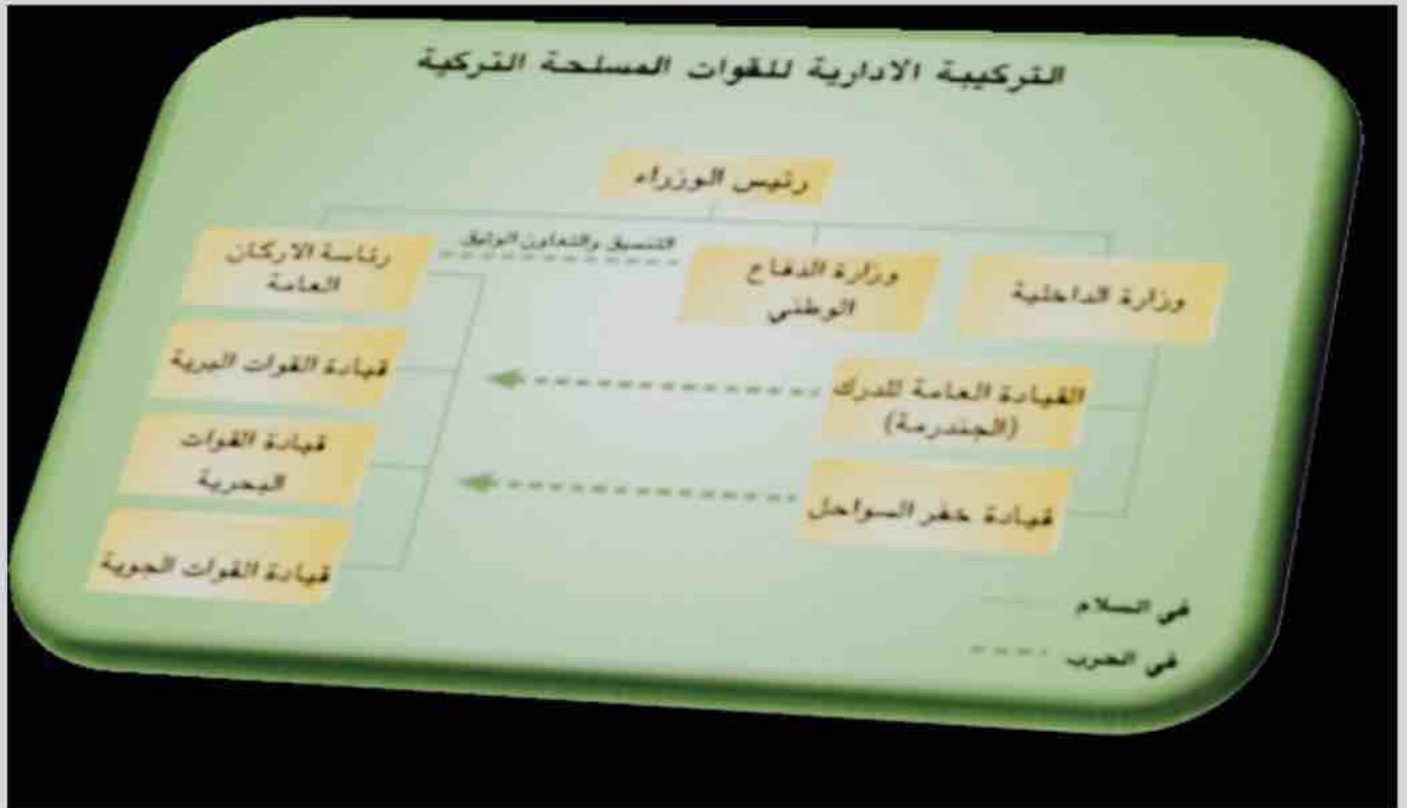 التركيبة الادارية للقوات المسلحة التركية
رئيس الوزراء
وزارة الداخلية
وزارة الدفاع
الوطني
التنسيق والتعاون الوثيق
رئاسة الاركان
العامة
القيادة العامة للدرك
(الجندرمة)
قيادة خفر السواحل
قيادة القوات البرية
قيادة القوات
البحرية
قيادة القوات الجوية
في السلام
في الحرب